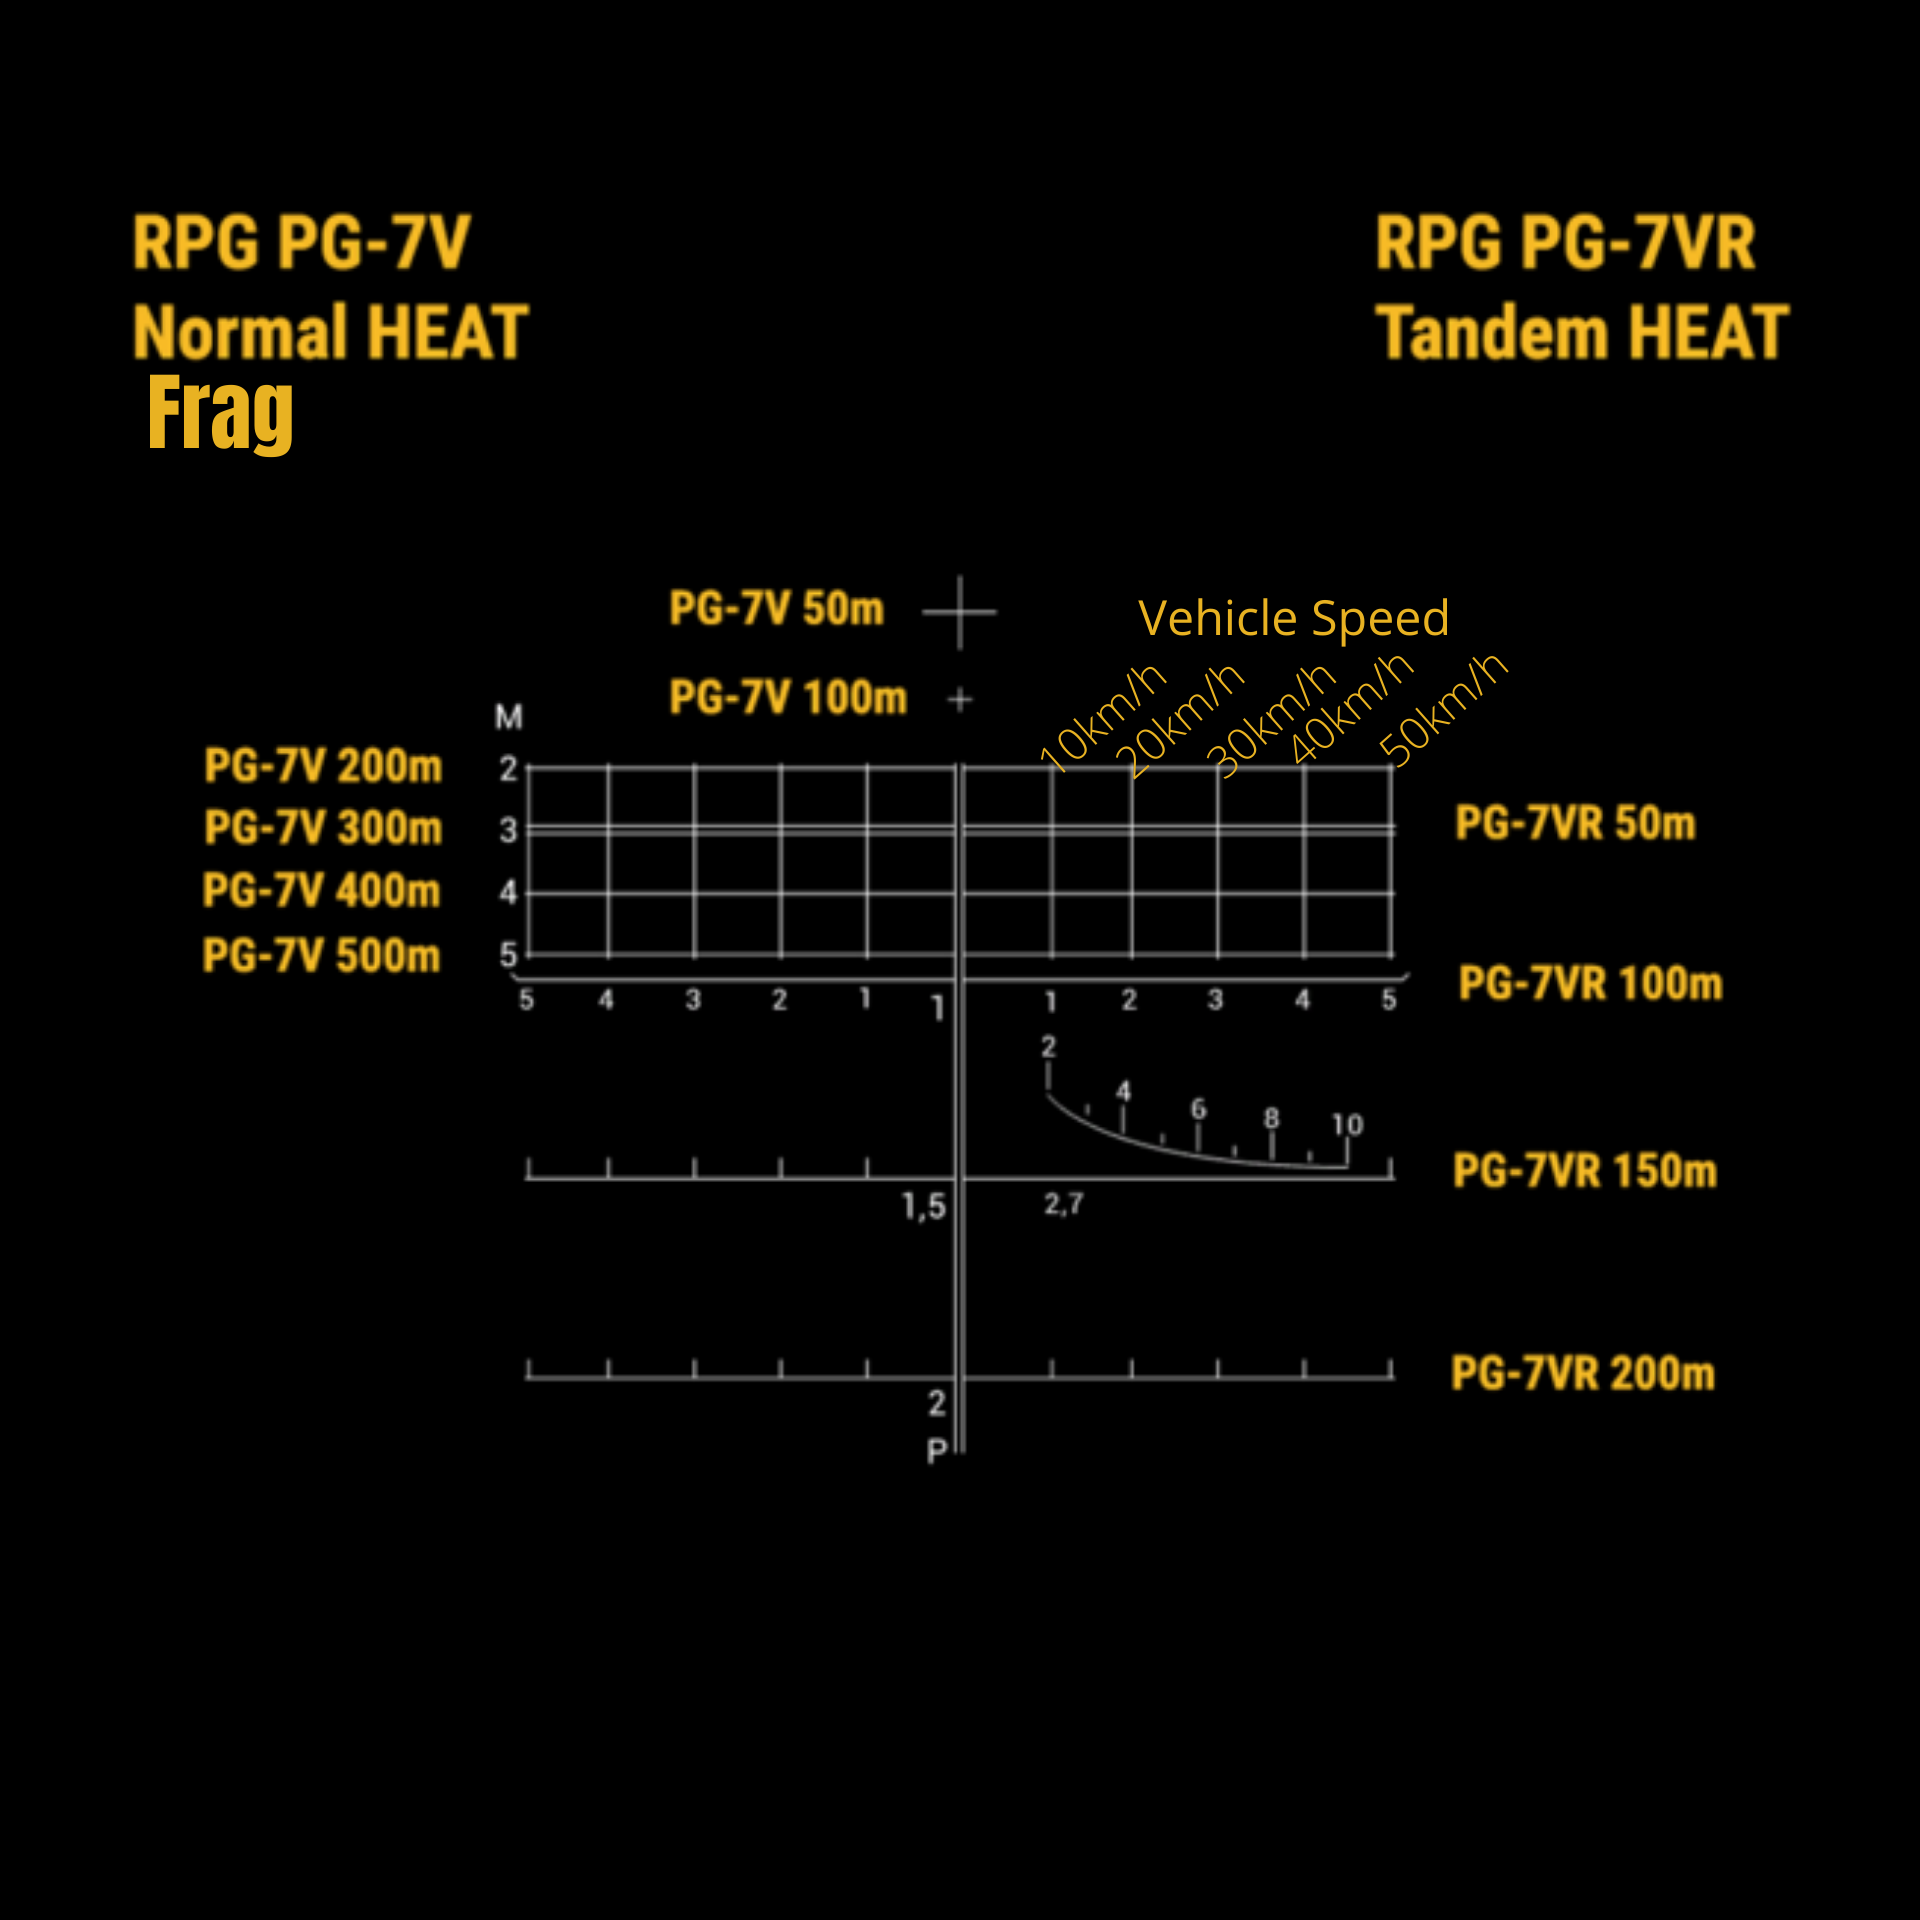 RPG PG-7V
Normal HEAT
Frag
RPG PG-7VR
Tandem HEAT
PG-7V 50m
Vehicle Speed
10km/h 20km/h 30km/h 40km/h 50km/h
PG-7V 100m
M
PG-7V 200m 2
PG-7V 300m 3 PG-7VR 50m
PG-7V 400m 4
PG-7V 500m 5
PG-7VR 100m
5 4 3 2 1 1 1 2 3 4 5
2 4 6 8 10
PG-7VR 150m
1,5 2,7
PG-7VR 200m
2
P